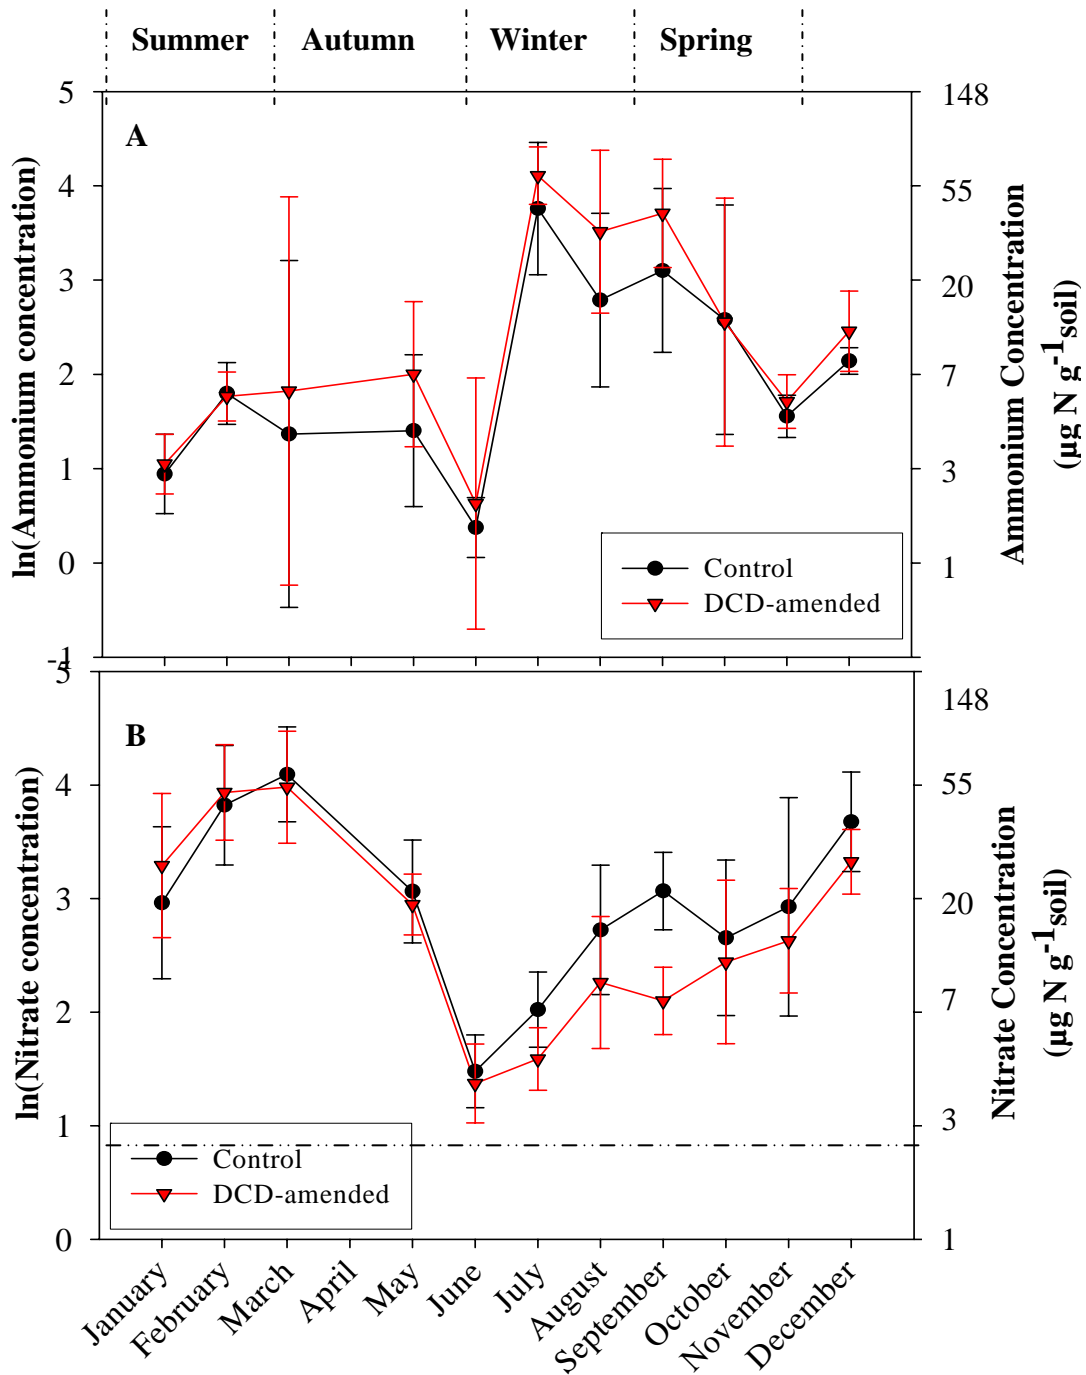 Summer Autumn Winter Spring
A
5
4
3
2
1
0
-1
ln(Ammonium concentration)
148
55
20
7
3
1
Ammonium Concentration
(µg N g-1soil)
Control
DCD-amended
B
5
4
3
2
1
0
ln(Nitrate concentration)
148
55
20
7
3
1
Nitrate Concentration
(µg N g-1soil)
Control
DCD-amended
January
February
March
April
May
June
July
August
September
October
November
December